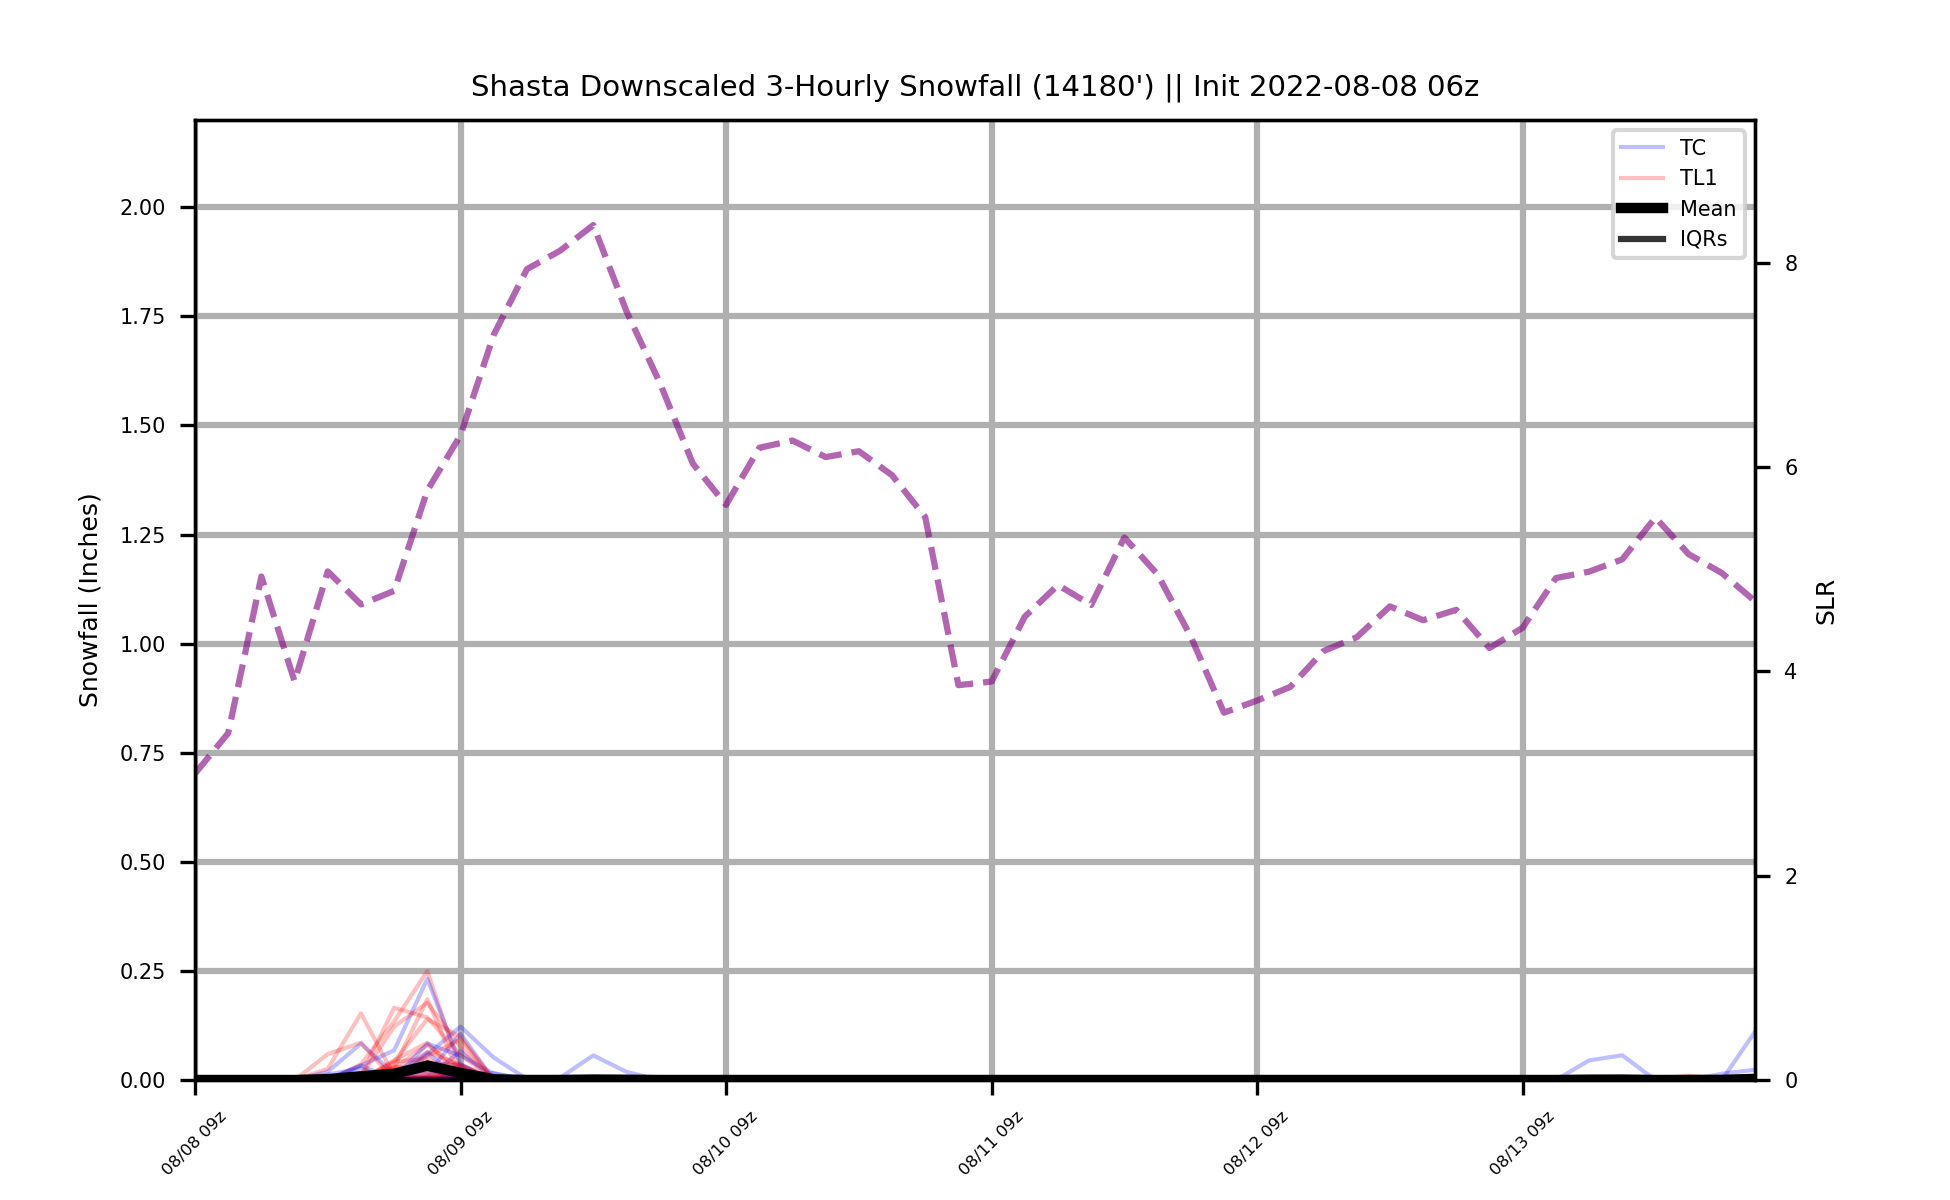 Shasta Downscaled 3-Hourly Snowfall (14180') || Init 2022-08-08 06z
TC
TL1
Mean
IQRs
Snowfall (Inches)
2.00
1.75
1.50
1.25
1.00
0.75
0.50
0.25
0.00
8
6
4
2
0
SLR
08/08 09z
08/09 09z
08/10 09z
08/11 09z
08/12 09z
08/13 09z